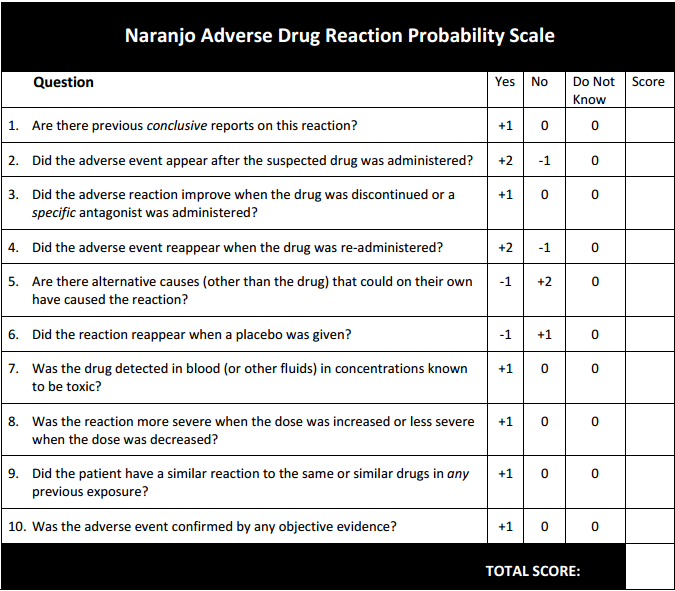 Naranjo Adverse Drug Reaction Probability Scale
Question Yes No Do Not Score
Know
1. Are there previous conclusive reports on this reaction? +1 0 0
2. Did the adverse event appear after the suspected drug was administered? +2 -1 0
3. Did the adverse reaction improve when the drug was discontinued or a +1 0 0
specific antagonist was administered?
4. Did the adverse event reappear when the drug was re-administered? +2 -1 0
5. Are there alternative causes (other than the drug) that could on their own -1 +2 0
have caused the reaction?
6. Did the reaction reappear when a placebo was given? -1 +1 0
7. Was the drug detected in blood (or other fluids) in concentrations known +1 0 0
to be toxic?
8. Was the reaction more severe when the dose was increased or less severe +1 0 0
when the dose was decreased?
9. Did the patient have a similar reaction to the same or similar drugs in any +1 0 0
previous exposure?
10. Was the adverse event confirmed by any objective evidence? +1 0 0
TOTAL SCORE: